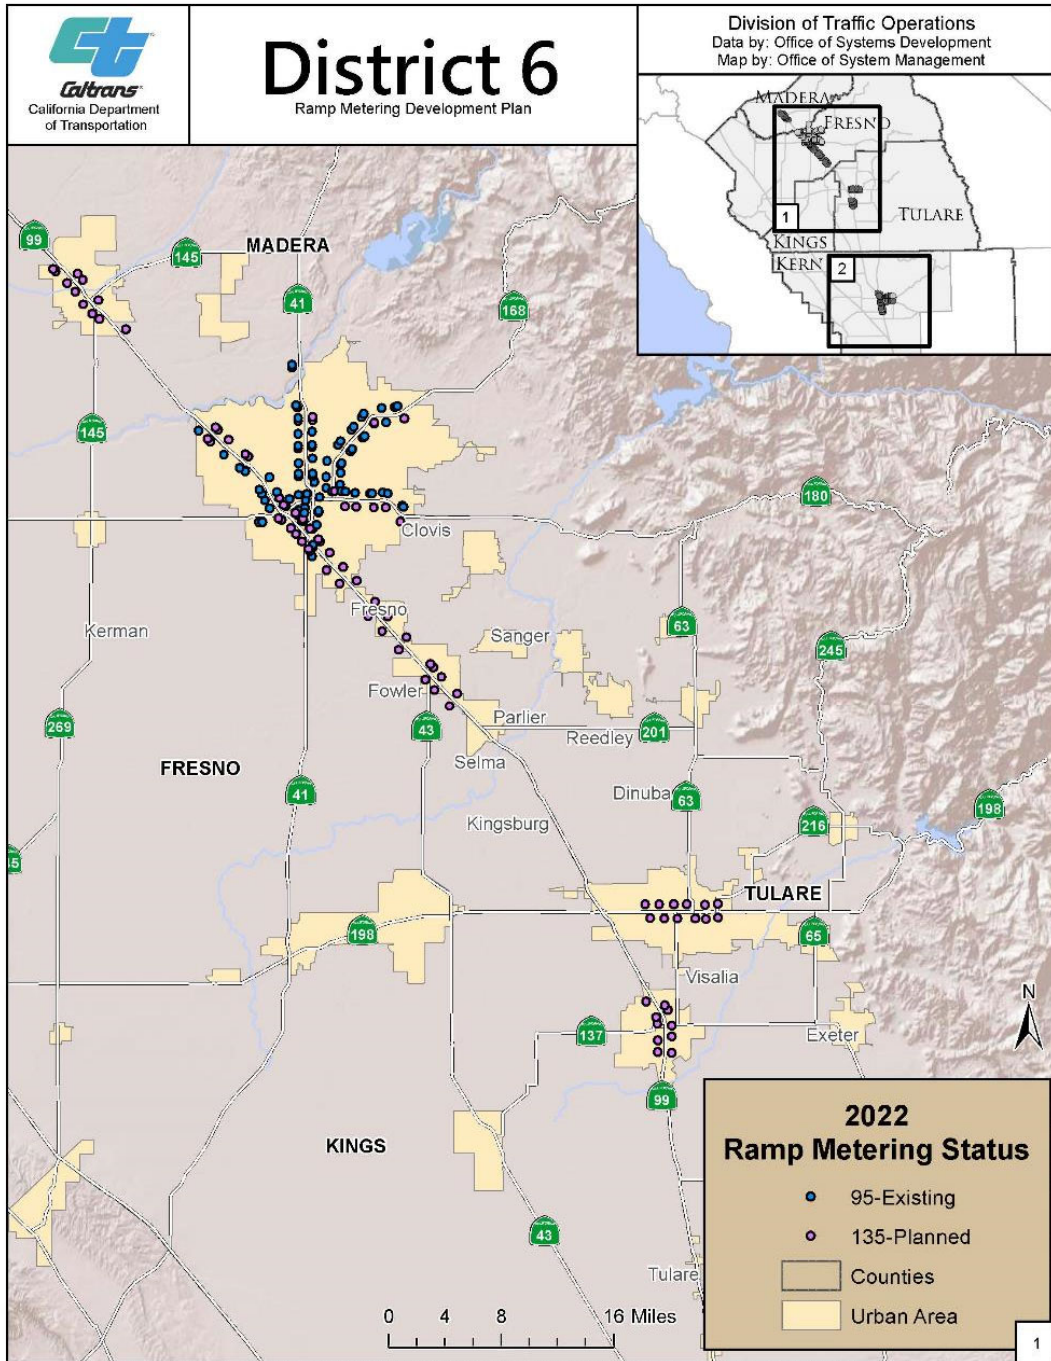 Caltrans
California Department
of Transportation
District 6
Ramp Metering Development Plan
Division of Traffic Operations
Data by: Office of Systems Development
Map by: Office of System Management
MADERA
FRESNO
1
TULARE
KINGS
KERN
2
99
145
MADERA
41
168
145
180
Clovis
Kerman
Fresno
Sanger
63
245
Fowler
269
43
Parlier
201
Reedley
Selma
FRESNO
41
Dinuba
63
198
Kingsburg
216
45
TULARE
198
65
Visalia
N
137
Exeter
99
KINGS
43
Tulare
2022
Ramp Metering Status
95-Existing
135-Planned
Counties
Urban Area
0 4 8 16 Miles
1